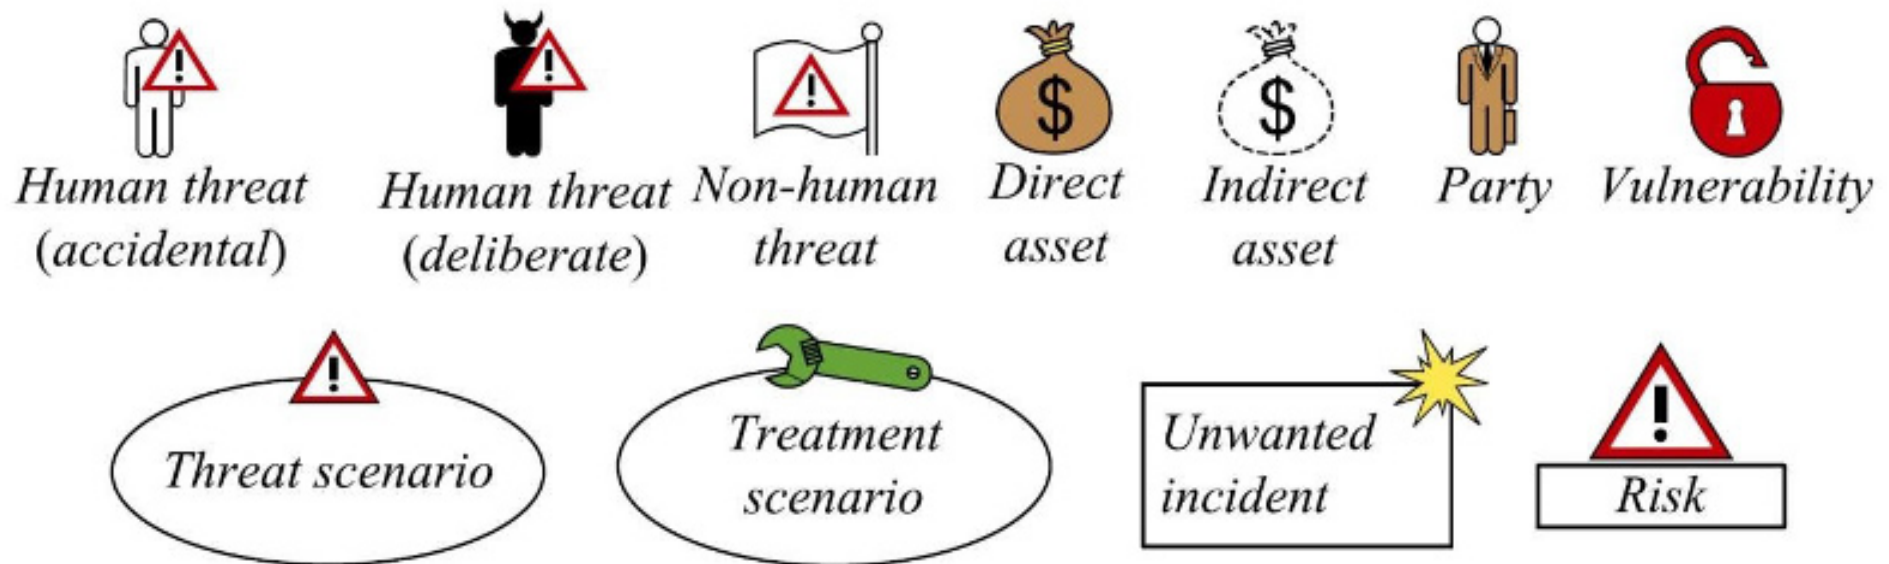 Human threat
(accidental)
Human threat
(deliberate)
Non-human
threat
$
Direct
asset
$
Indirect
asset
Party
Vulnerability
!
Threat scenario
Treatment
scenario
Unwanted
incident
!
Risk